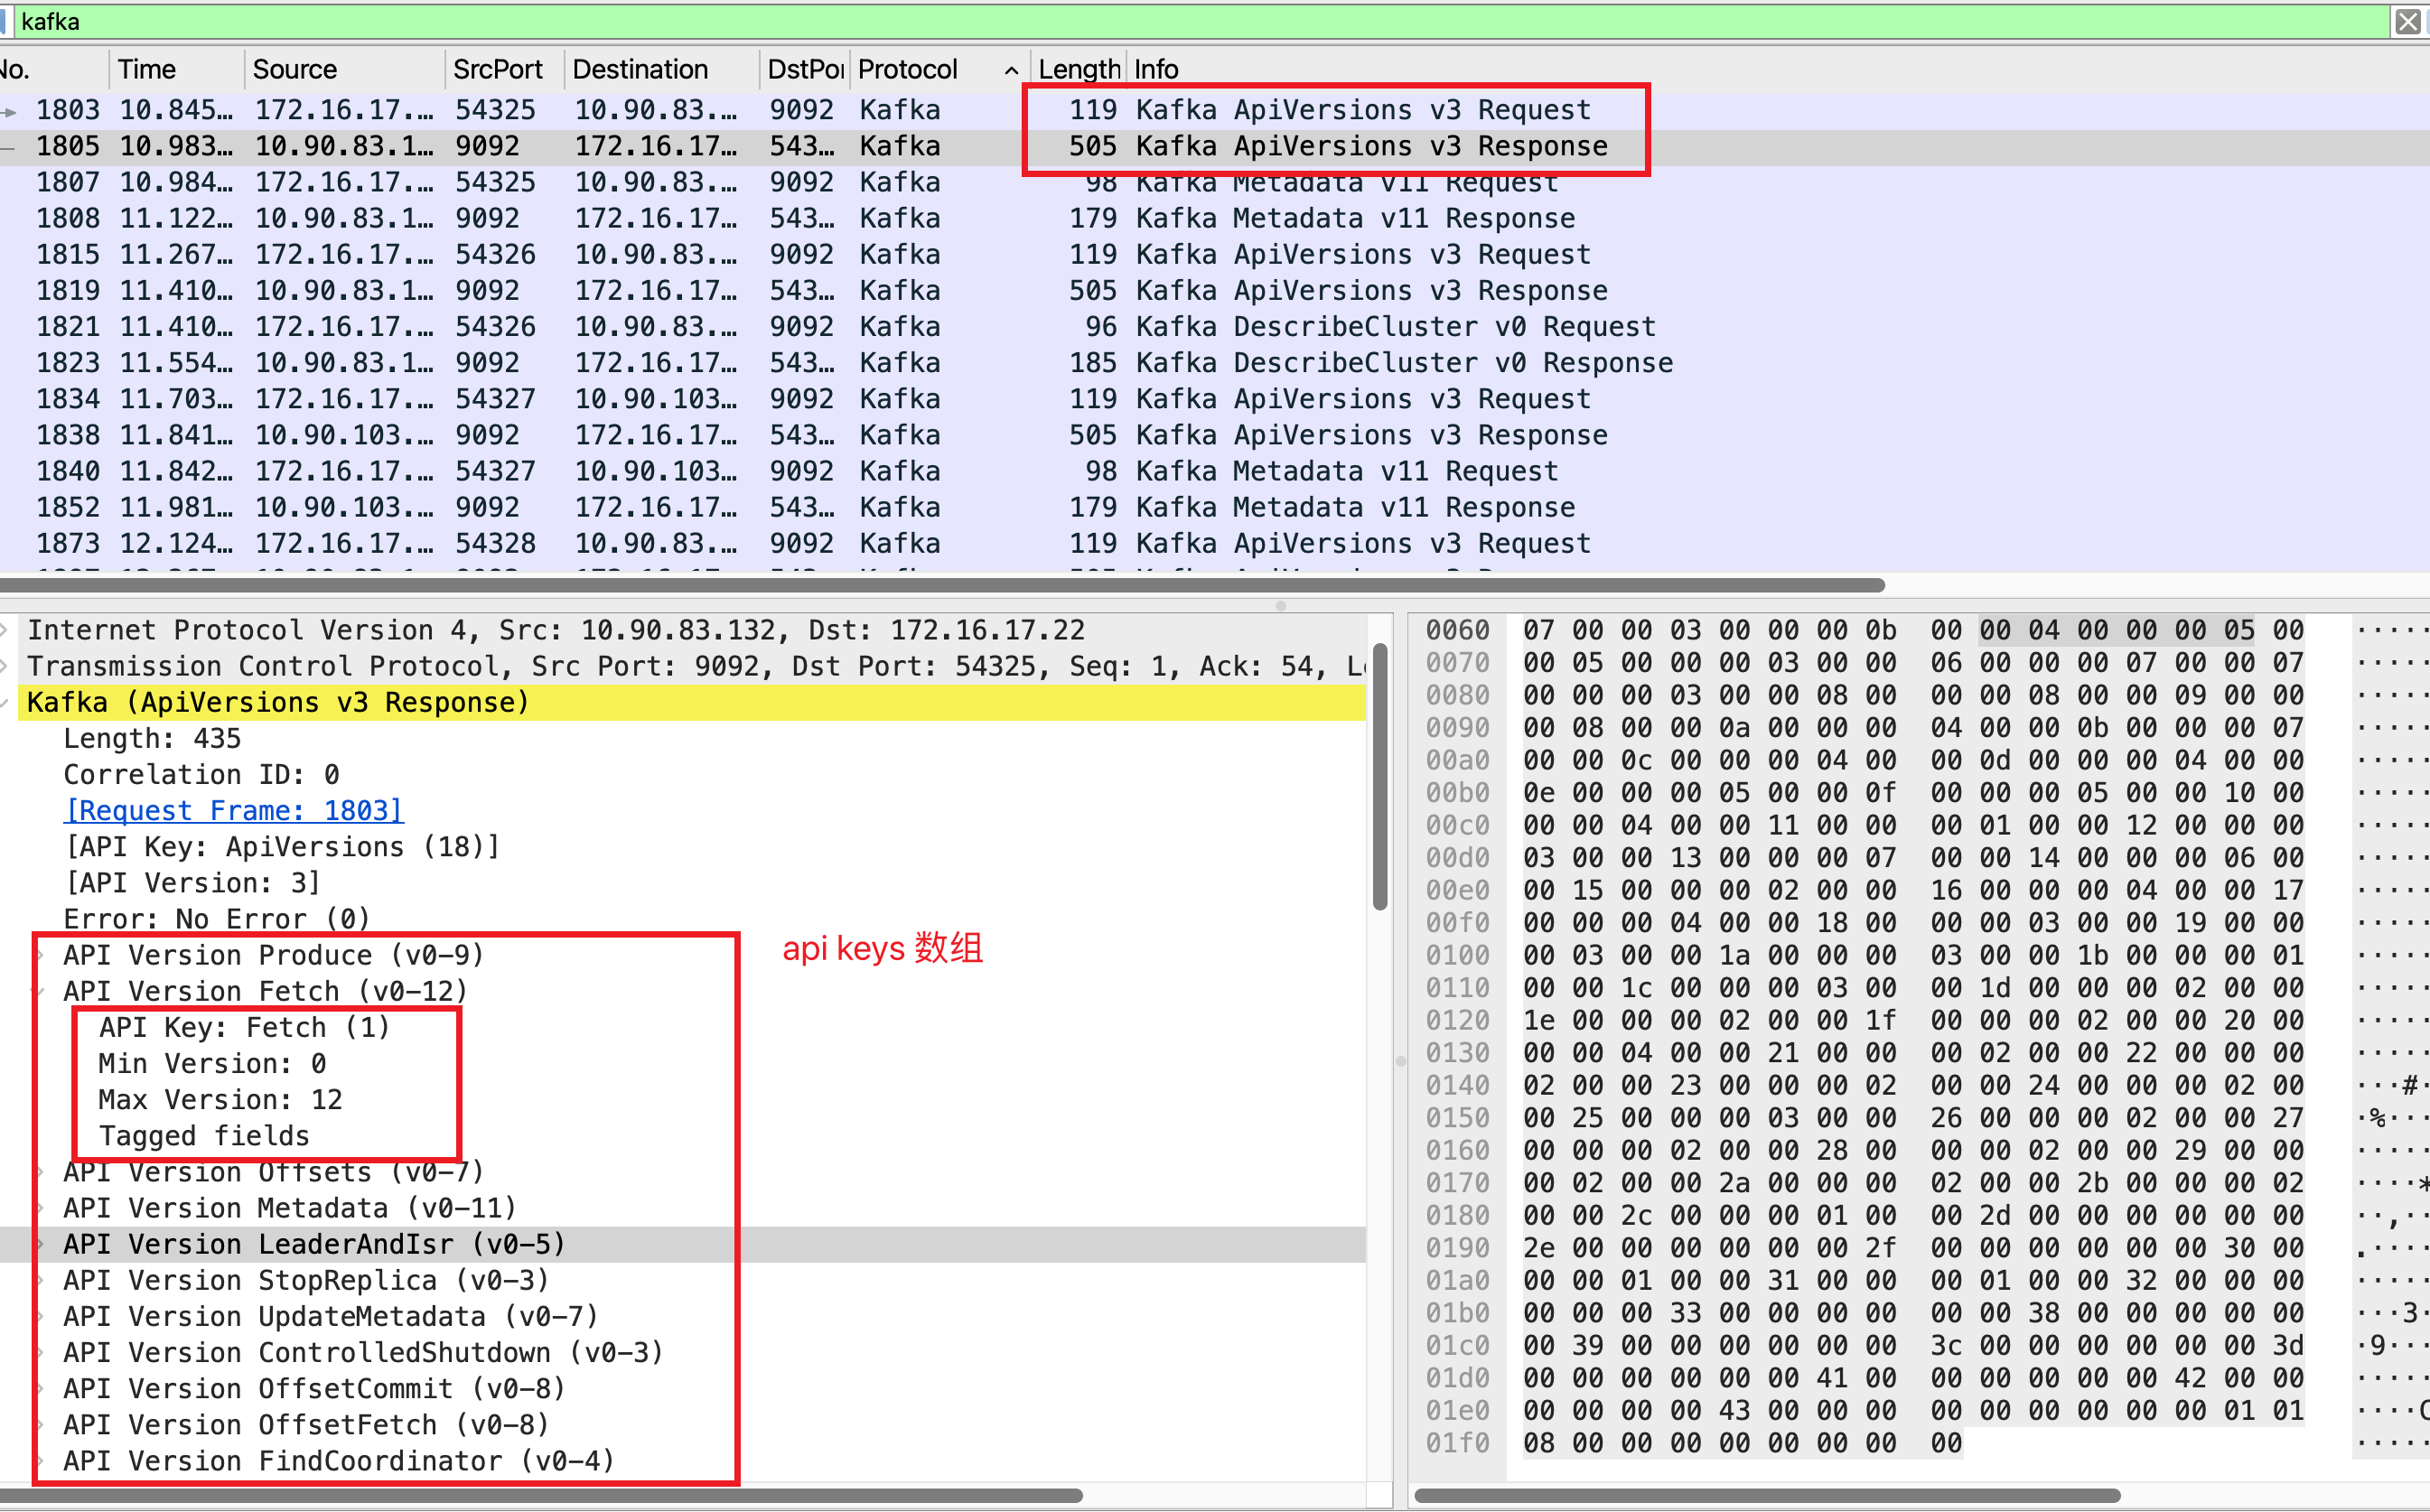 kafka
No. Time Source SrcPort Destination DstPor Protocol Length Info
1803 10.845… 172.16.17.… 54325 10.90.83.… 9092 Kafka 119 Kafka ApiVersions v3 Request
1805 10.983… 10.90.83.1… 9092 172.16.17… 543… Kafka 505 Kafka ApiVersions v3 Response
1807 10.984… 172.16.17.… 54325 10.90.83.… 9092 Kafka 98 Kafka Metadata v11 Request
1808 11.122… 10.90.83.1… 9092 172.16.17… 543… Kafka 179 Kafka Metadata v11 Response
1815 11.267… 172.16.17.… 54326 10.90.83.… 9092 Kafka 119 Kafka ApiVersions v3 Request
1819 11.410… 10.90.83.1… 9092 172.16.17… 543… Kafka 505 Kafka ApiVersions v3 Response
1821 11.410… 172.16.17.… 54326 10.90.83.… 9092 Kafka 96 Kafka DescribeCluster v0 Request
1823 11.554… 10.90.83.1… 9092 172.16.17… 543… Kafka 185 Kafka DescribeCluster v0 Response
1834 11.703… 172.16.17.… 54327 10.90.103… 9092 Kafka 119 Kafka ApiVersions v3 Request
1838 11.841… 10.90.103.… 9092 172.16.17… 543… Kafka 505 Kafka ApiVersions v3 Response
1840 11.842… 172.16.17.… 54327 10.90.103… 9092 Kafka 98 Kafka Metadata v11 Request
1852 11.981… 10.90.103.… 9092 172.16.17… 543… Kafka 179 Kafka Metadata v11 Response
1873 12.124… 172.16.17.… 54328 10.90.83.… 9092 Kafka 119 Kafka ApiVersions v3 Request
Internet Protocol Version 4, Src: 10.90.83.132, Dst: 172.16.17.22
Transmission Control Protocol, Src Port: 9092, Dst Port: 54325, Seq: 1, Ack: 54, Le
Kafka (ApiVersions v3 Response)
Length: 435
Correlation ID: 0
[Request Frame: 1803]
[API Key: ApiVersions (18)]
[API Version: 3]
Error: No Error (0)
API Version Produce (v0-9)
api keys 数组
API Version Fetch (v0-12)
API Key: Fetch (1)
Min Version: 0
Max Version: 12
Tagged fields
API Version Offsets (v0-7)
API Version Metadata (v0-11)
API Version LeaderAndIsr (v0-5)
API Version StopReplica (v0-3)
API Version UpdateMetadata (v0-7)
API Version ControlledShutdown (v0-3)
API Version OffsetCommit (v0-8)
API Version OffsetFetch (v0-8)
API Version FindCoordinator (v0-4)
0060 07 00 00 03 00 00 00 0b 00 00 04 00 00 00 05 00 ·····
0070 00 05 00 00 00 03 00 00 06 00 00 00 07 00 00 07 ·····
0080 00 00 00 03 00 00 08 00 00 00 08 00 00 09 00 00 ·····
0090 00 08 00 00 0a 00 00 00 04 00 00 0b 00 00 00 07 ·····
00a0 00 00 0c 00 00 00 04 00 00 0d 00 00 00 04 00 00 ·····
00b0 0e 00 00 00 05 00 00 0f 00 00 00 05 00 00 10 00 ·····
00c0 00 00 04 00 00 11 00 00 00 01 00 00 12 00 00 00 ·····
00d0 03 00 00 13 00 00 00 07 00 00 14 00 00 00 06 00 ·····
00e0 00 15 00 00 00 02 00 00 16 00 00 00 04 00 00 17 ·····
00f0 00 00 00 04 00 00 18 00 00 00 03 00 00 19 00 00 ·····
0100 00 03 00 00 1a 00 00 00 03 00 00 1b 00 00 00 01 ·····
0110 00 00 1c 00 00 00 03 00 00 1d 00 00 00 02 00 00 ·····
0120 1e 00 00 00 02 00 00 1f 00 00 00 02 00 00 20 00 ·····
0130 00 00 04 00 00 21 00 00 00 02 00 00 22 00 00 00 ·····
0140 02 00 00 23 00 00 00 02 00 00 24 00 00 00 02 00 ···#·
0150 00 25 00 00 00 03 00 00 26 00 00 00 02 00 00 27 ·%···
0160 00 00 00 02 00 00 28 00 00 00 02 00 00 29 00 00 ·····
0170 00 02 00 00 2a 00 00 00 02 00 00 2b 00 00 00 02 ····*
0180 00 00 2c 00 00 00 01 00 00 2d 00 00 00 00 00 00 ··,··
0190 2e 00 00 00 00 00 00 2f 00 00 00 00 00 00 30 00 .····
01a0 00 00 01 00 00 31 00 00 00 01 00 00 32 00 00 00 ·····
01b0 00 00 00 33 00 00 00 00 00 00 38 00 00 00 00 00 ···3·
01c0 00 39 00 00 00 00 00 00 3c 00 00 00 00 00 00 3d ·9···
01d0 00 00 00 00 00 00 41 00 00 00 00 00 00 42 00 00 ·····
01e0 00 00 00 00 43 00 00 00 00 00 00 00 00 00 01 01 ····C
01f0 08 00 00 00 00 00 00 00 00 00 ·····